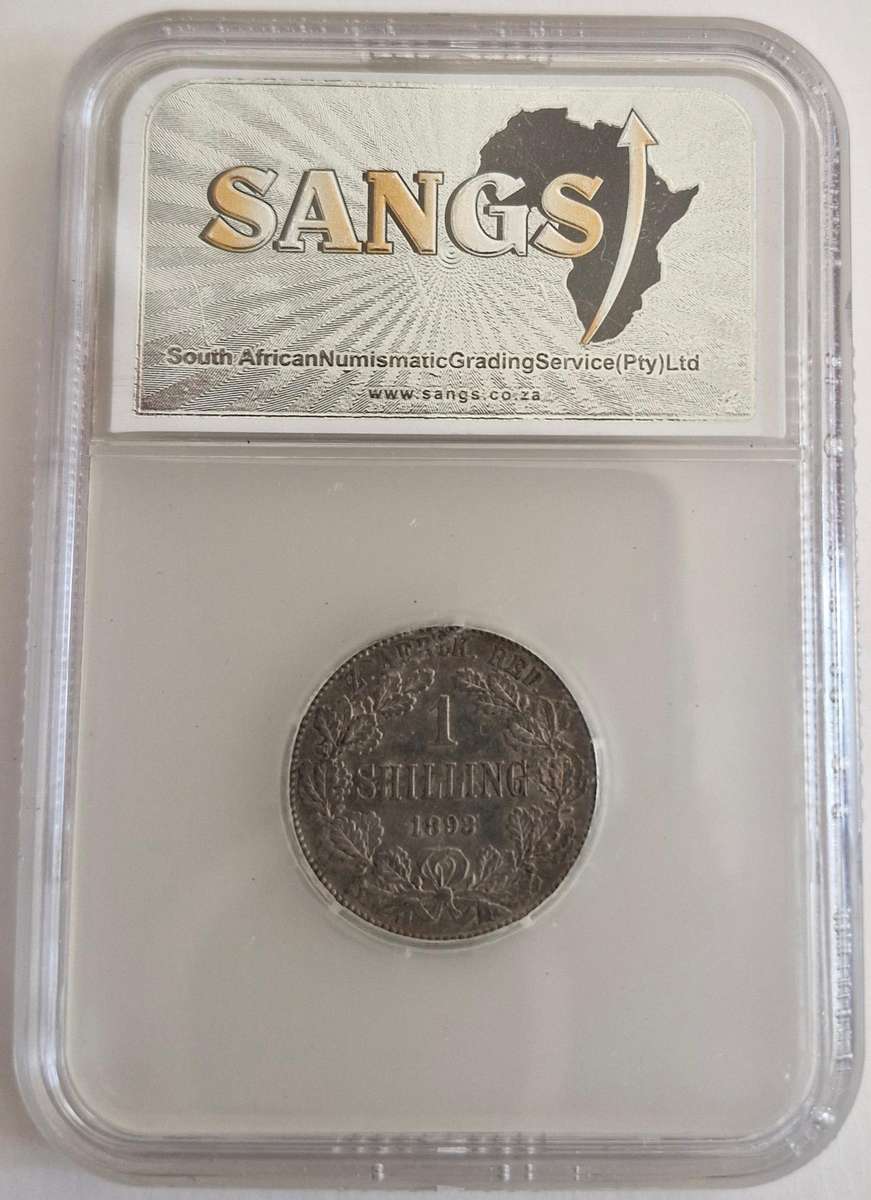 SANGS
South AfricanNumismaticGradingService(Pty)Ltd
www.sangs.co.za
Z. AFRIK. REP.
1
SHILLING
1893